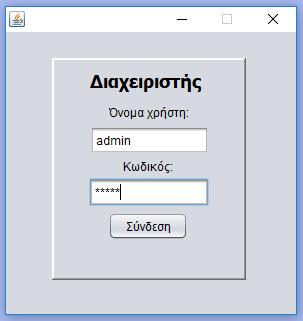 Διαχειριστής
Όνομα χρήστη:
admin
Κωδικός:
*****
Σύνδεση